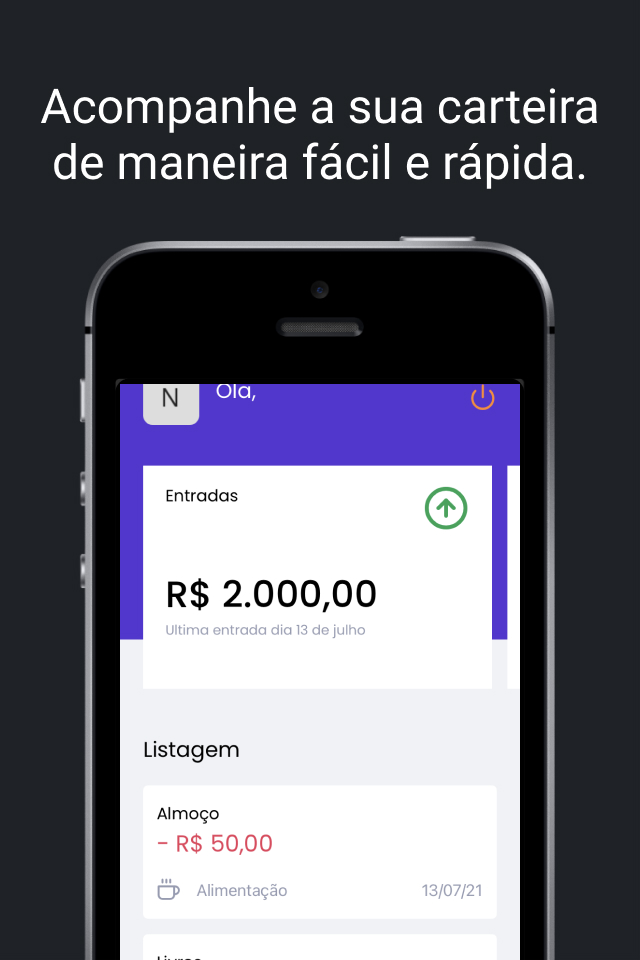 Acompanhe a sua carteira
de maneira fácil e rápida.
N
Olá,
Entradas
R$ 2.000,00
Ultima entrada dia 13 de julho
Listagem
Almoço
- R$ 50,00
Alimentação 13/07/21